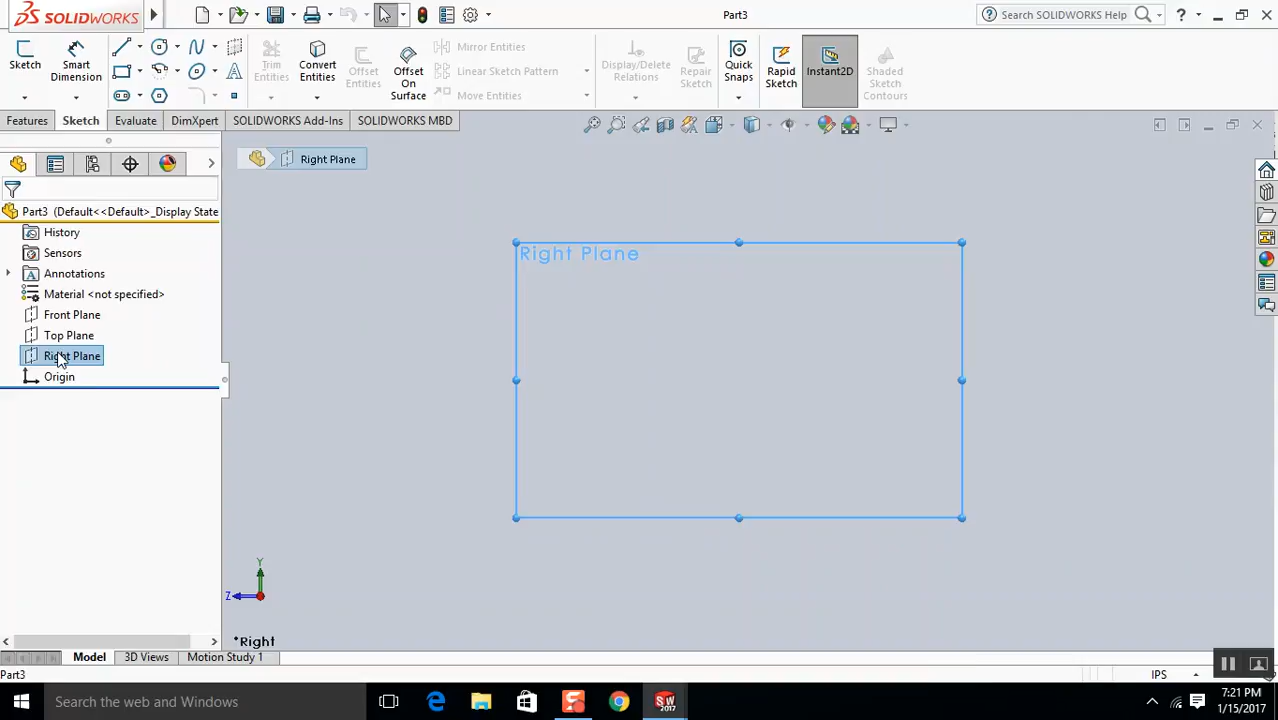 SOLIDWORKS
Part3
Search SOLIDWORKS Help
?
Sketch
Smart
Dimension
Trim
Entities
Convert
Entities
Offset
Entities
Offset
On
Surface
Mirror Entities
Linear Sketch Pattern
Move Entities
Display/Delete
Relations
Repair
Sketch
Quick
Snaps
Rapid
Sketch
Instant2D
Shaded
Sketch
Contours
Features
Sketch
Evaluate
DimXpert
SOLIDWORKS Add-Ins
SOLIDWORKS MBD
Right Plane
Part3 (Default<<Default>_Display State
History
Sensors
Annotations
Material <not specified>
Front Plane
Top Plane
Right Plane
Origin
Right Plane
Y
Z
*Right
Model
3D Views
Motion Study 1
Part3
IPS
Search the web and Windows
SW
2017
7:21 PM
1/15/2017